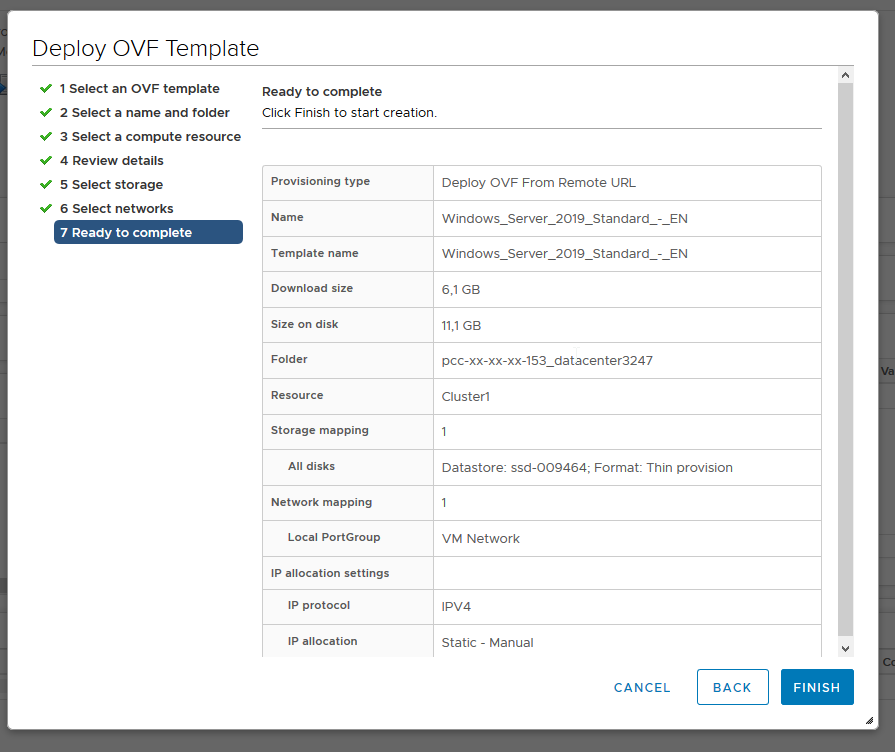 Deploy OVF Template
1 Select an OVF template
2 Select a name and folder
3 Select a compute resource
4 Review details
5 Select storage
6 Select networks
7 Ready to complete
Ready to complete
Click Finish to start creation.
Provisioning type Deploy OVF From Remote URL
Name Windows_Server_2019_Standard_-_EN
Template name Windows_Server_2019_Standard_-_EN
Download size 6,1 GB
Size on disk 11,1 GB
Folder pcc-xx-xx-xx-153_datacenter3247
Resource Cluster1
Storage mapping 1
All disks Datastore: ssd-009464; Format: Thin provision
Network mapping 1
Local PortGroup VM Network
IP allocation settings
IP protocol IPV4
IP allocation Static - Manual
CANCEL BACK FINISH